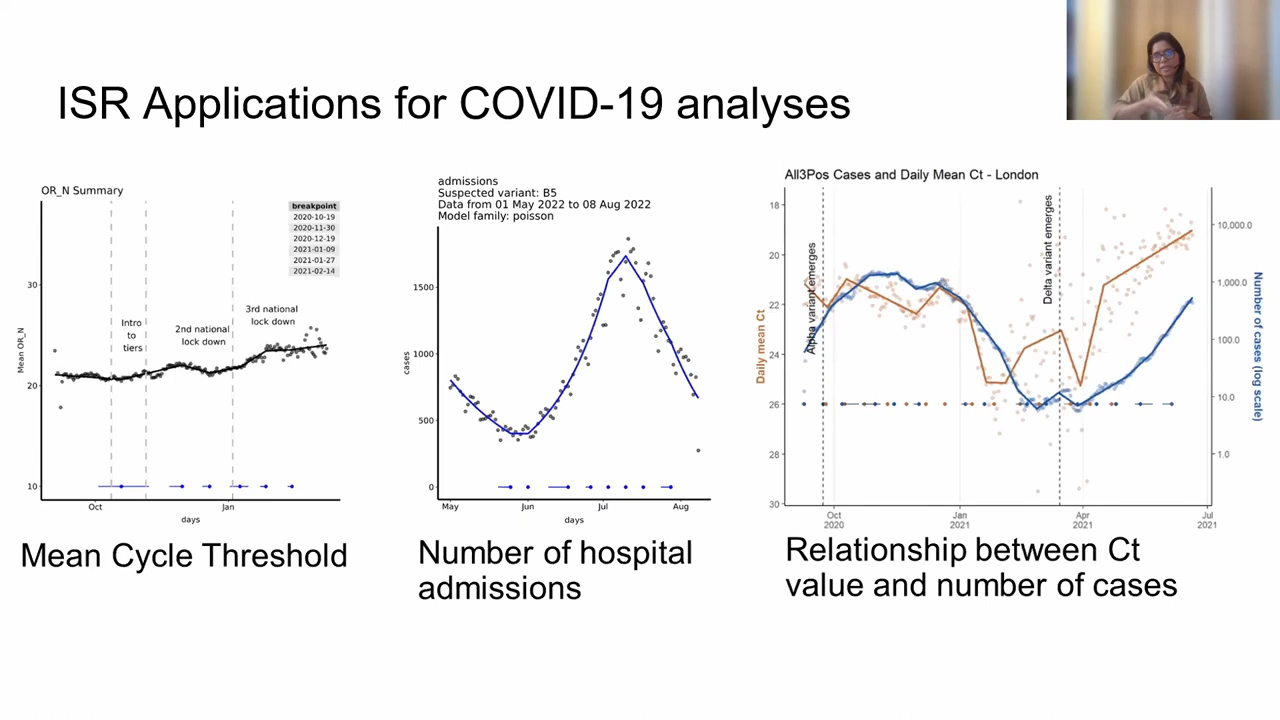 ISR Applications for COVID-19 analyses
OR_N Summary
breakpoint
2020-10-19
2020-11-30
2020-12-19
2021-01-09
2021-01-27
2021-02-14
30
20
10
Mean OR_N
Intro
to
tiers
2nd national
lock down
3rd national
lock down
Oct
Jan
days
Mean Cycle Threshold
admissions
Suspected variant: B5
Data from 01 May 2022 to 08 Aug 2022
Model family: poisson
1500
1000
500
0
cases
May
Jun
Jul
Aug
days
Number of hospital
admissions
All3Pos Cases and Daily Mean Ct - London
18
20
22
24
26
28
30
Daily mean Ct
Alpha variant emerges
Delta variant emerges
10,000.0
1,000.0
100.0
10.0
1.0
Number of cases (log scale)
Oct
2020
Jan
2021
Apr
2021
Jul
2021
Relationship between Ct
value and number of cases